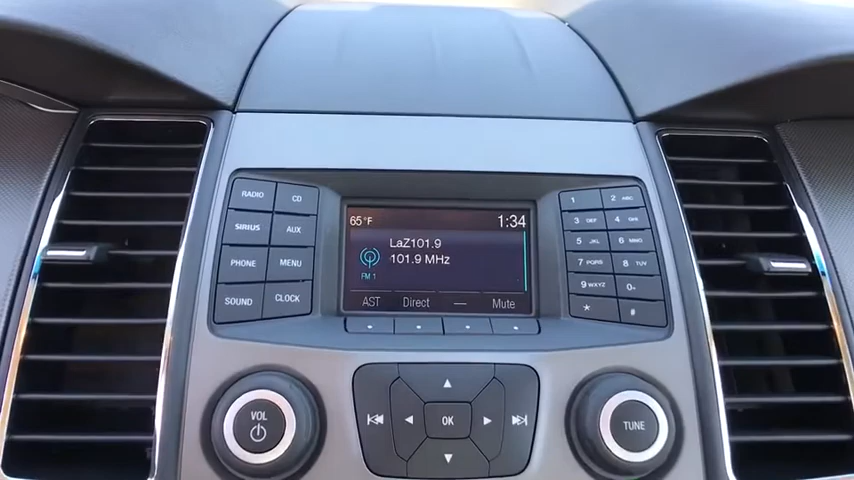 RADIO
CD
SIRIUS
AUX
PHONE
MENU
SOUND
CLOCK
65°F
1:34
LaZ101.9
101.9 MHz
FM 1
AST Direct — Mute
1 2 ABC
3 DEF 4 GHI
5 JKL 6 MNO
7 PQRS 8 TUV
9 WXYZ 0
* #
VOL
OK
TUNE